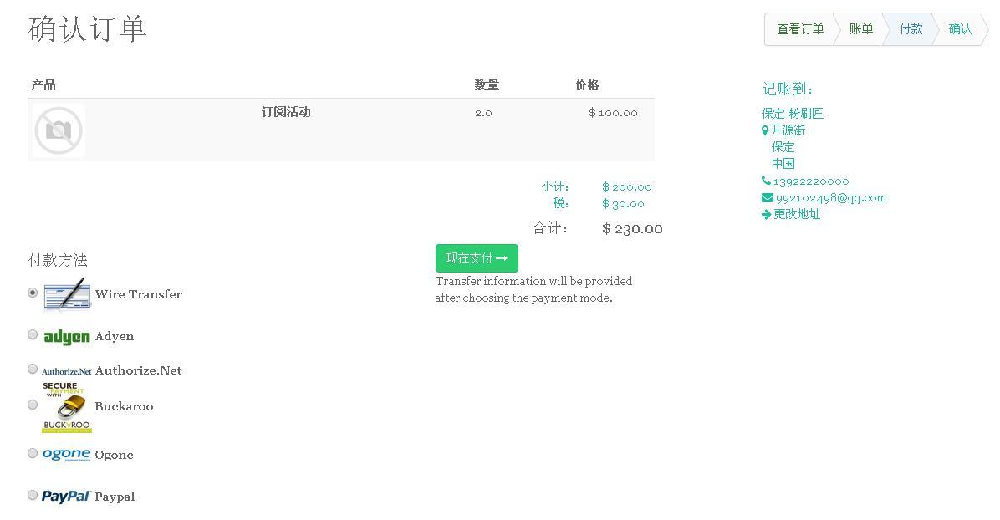 确认订单
查看订单 账单 付款 确认
产品 数量 价格
订阅活动 2.0 $ 100.00
小计: $ 200.00
税: $ 30.00
合计: $ 230.00
记账到:
保定-粉刷匠
开源街
保定
中国
13922220000
992102498@qq.com
更改地址
付款方法
Wire Transfer
adyen Adyen
Authorize.Net Authorize.Net
SECURE
PAYMENT
WITH
BUCKAROO
Buckaroo
ogone
payment services
Ogone
PayPal Paypal
现在支付
Transfer information will be provided
after choosing the payment mode.